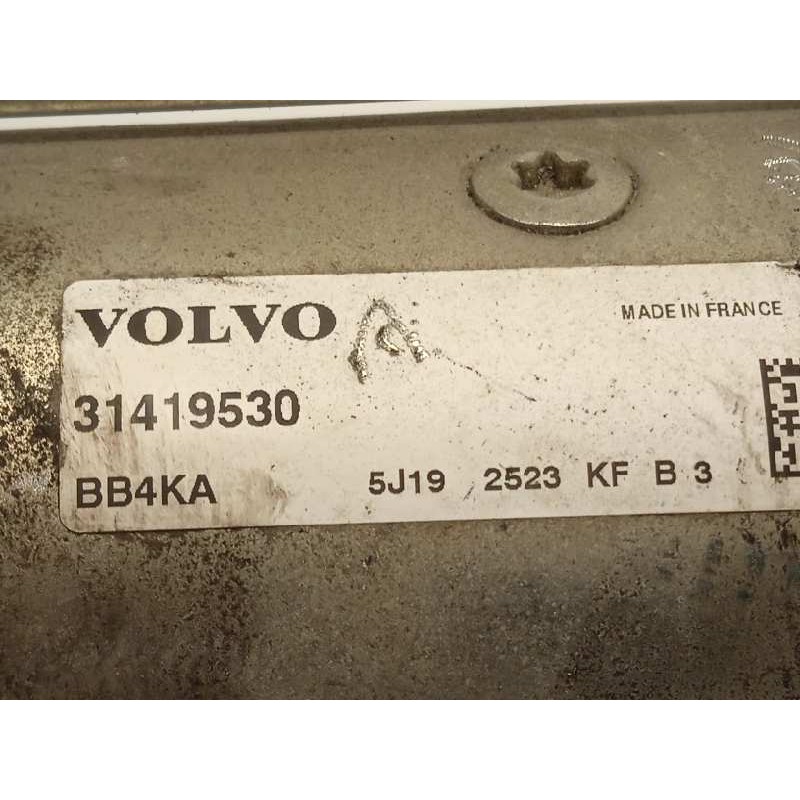 VOLVO
MADE IN FRANCE
31419530
BB4KA 5J19 2523 KF B 3